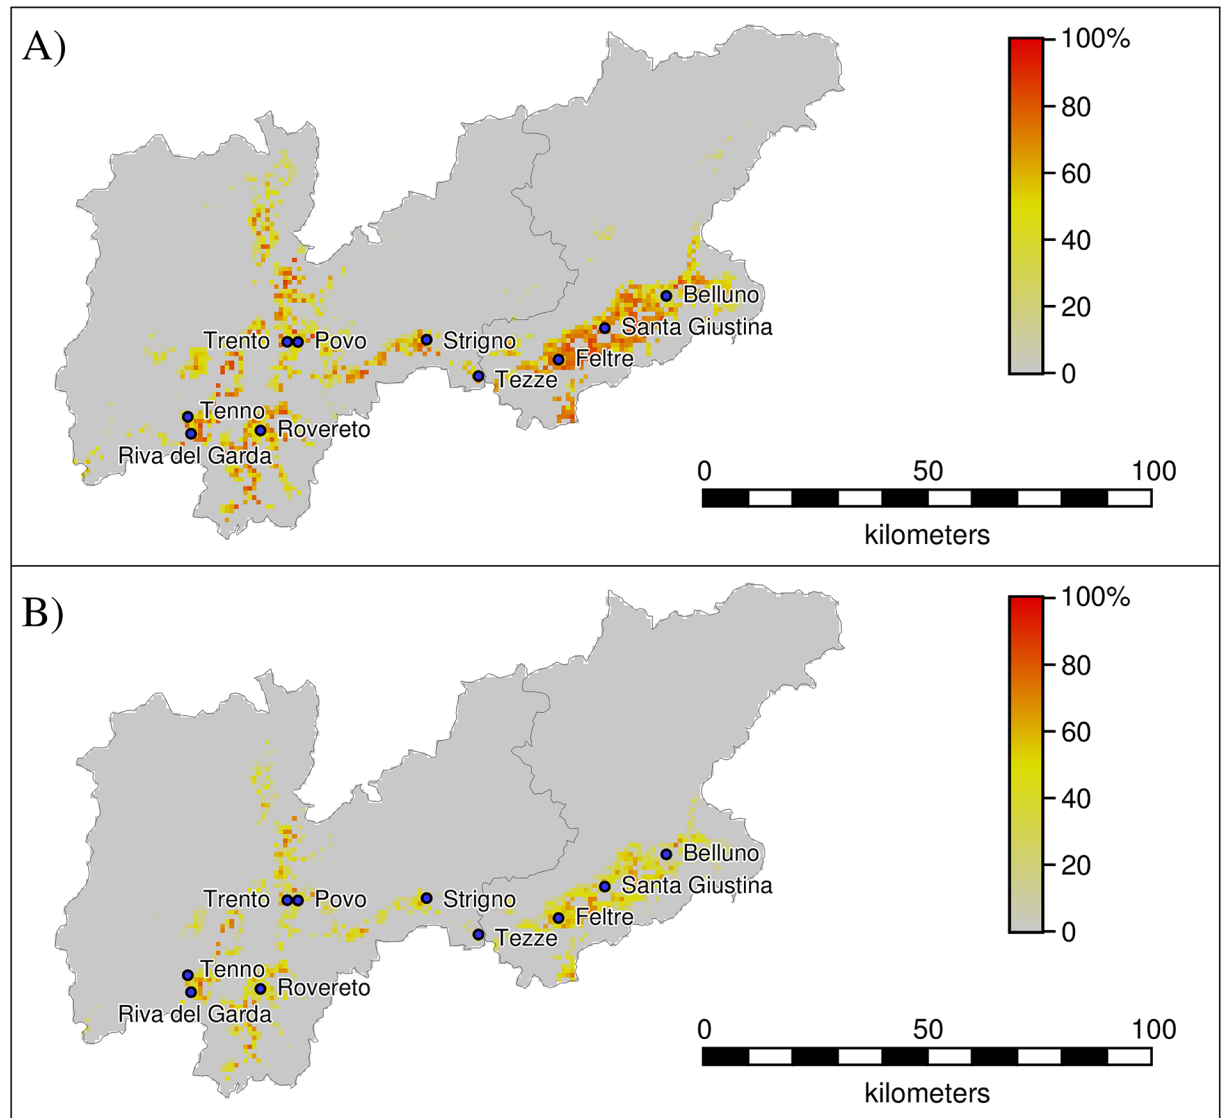 A)
100%
80
60
40
20
0
Belluno
Santa Giustina
Trento Povo Strigno
Feltre
Tezze
Tenno
Rovereto
Riva del Garda
0 50 100
kilometers
B)
100%
80
60
40
20
0
Belluno
Santa Giustina
Trento Povo Strigno
Feltre
Tezze
Tenno
Rovereto
Riva del Garda
0 50 100
kilometers